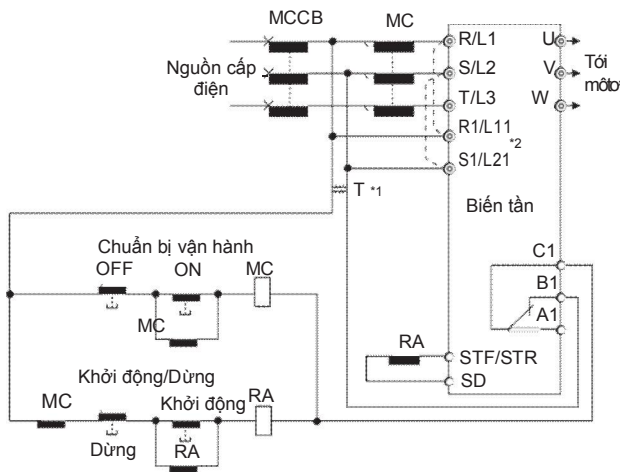 MCCB
MC
R/L1
U
Nguồn cấp
điện
S/L2
V
Tới
môtơ
T/L3
W
R1/L11
*2
S1/L21
T *1
Biến tần
Chuẩn bị vận hành
OFF
ON
MC
MC
C1
B1
A1
RA
STF/STR
SD
Khởi động/Dừng
MC
Khởi động
RA
Dừng
RA